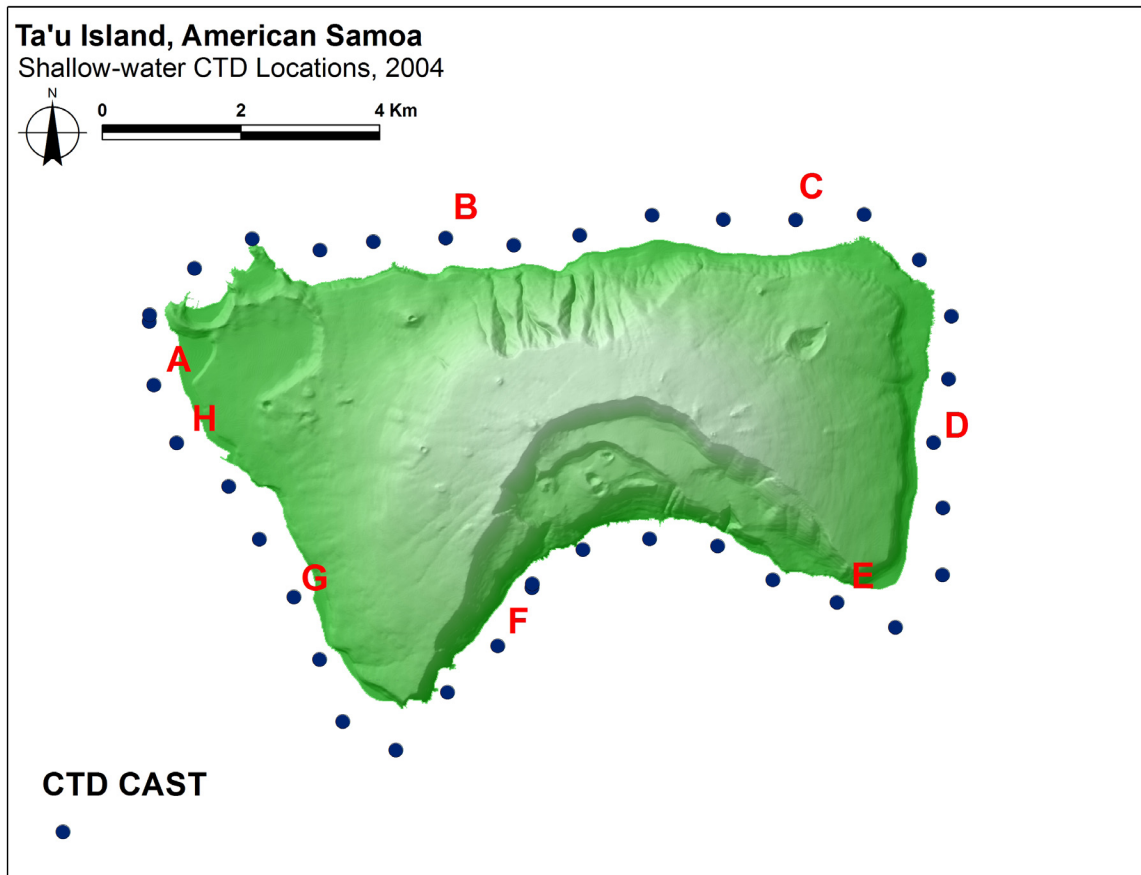 Ta'u Island, American Samoa
Shallow-water CTD Locations, 2004
N
0 2 4 Km
C
B
A
H
D
G
E
F
CTD CAST